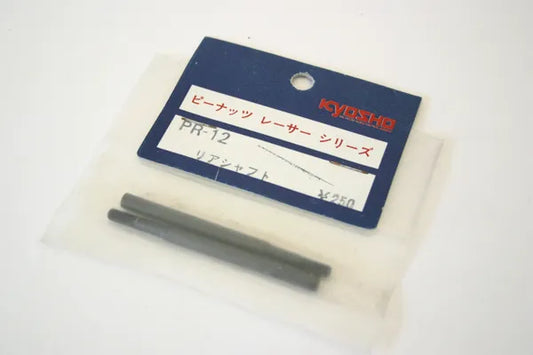 KYOSHO
ピーナッツ レーサー シリーズ
PR-12
リアシャフト
¥250